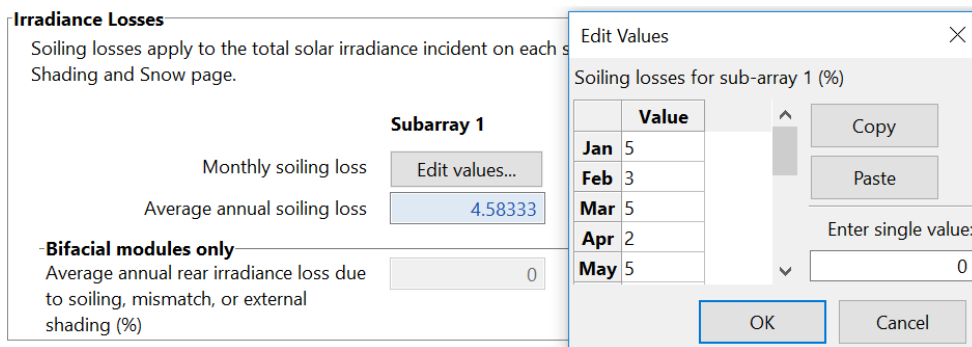 Irradiance Losses
Soiling losses apply to the total solar irradiance incident on each s
Shading and Snow page.
Subarray 1
Monthly soiling loss Edit values...
Average annual soiling loss 4.58333
Bifacial modules only
Average annual rear irradiance loss due 0
to soiling, mismatch, or external
shading (%)
Edit Values
Soiling losses for sub-array 1 (%)
Value
Jan 5
Feb 3
Mar 5
Apr 2
May 5
Copy
Paste
Enter single value:
0
OK Cancel